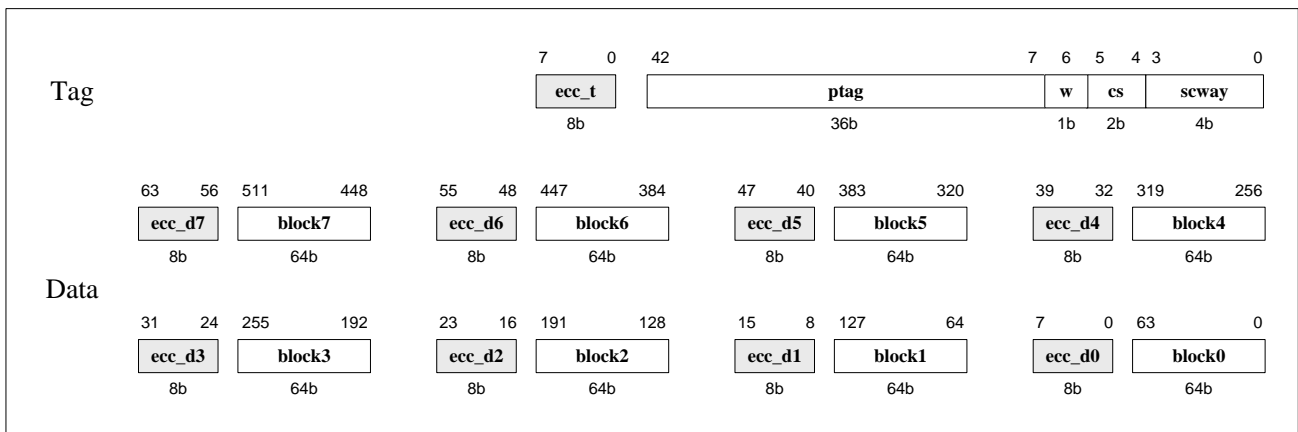 7 0 42 7 6 5 4 3 0
Tag ecc_t ptag w cs scway
8b 36b 1b 2b 4b
63 56 511 448 55 48 447 384 47 40 383 320 39 32 319 256
ecc_d7 block7 ecc_d6 block6 ecc_d5 block5 ecc_d4 block4
8b 64b 8b 64b 8b 64b 8b 64b
Data
31 24 255 192 23 16 191 128 15 8 127 64 7 0 63 0
ecc_d3 block3 ecc_d2 block2 ecc_d1 block1 ecc_d0 block0
8b 64b 8b 64b 8b 64b 8b 64b